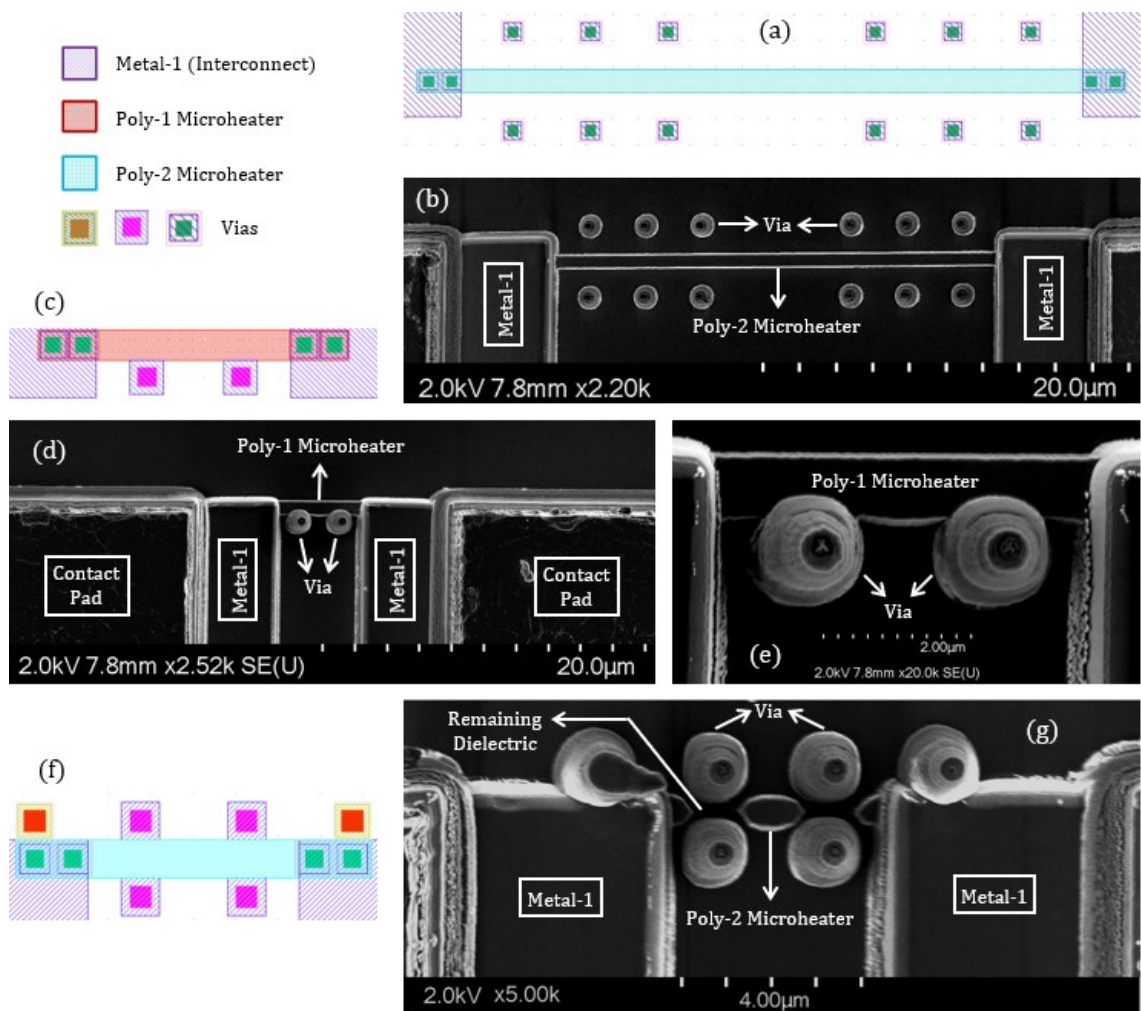 Metal-1 (Interconnect)
Poly-1 Microheater
Poly-2 Microheater
Vias
(a)
(b)
Via
Metal-1
Metal-1
Poly-2 Microheater
2.0kV 7.8mm x2.20k
20.0µm
(c)
(d)
Poly-1 Microheater
Contact
Pad
Metal-1
Via
Metal-1
Contact
Pad
2.0kV 7.8mm x2.52k SE(U)
20.0µm
Poly-1 Microheater
Via
2.00µm
(e)
2.0kV 7.8mm x20.0k SE(U)
(f)
Remaining
Dielectric
Via
(g)
Metal-1
Metal-1
Poly-2 Microheater
2.0kV x5.00k
4.00µm